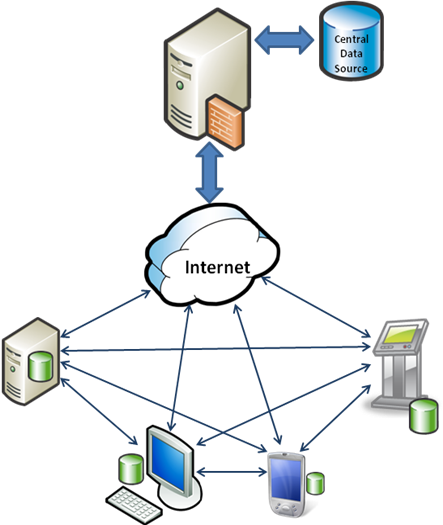 Central
Data
Source
Internet